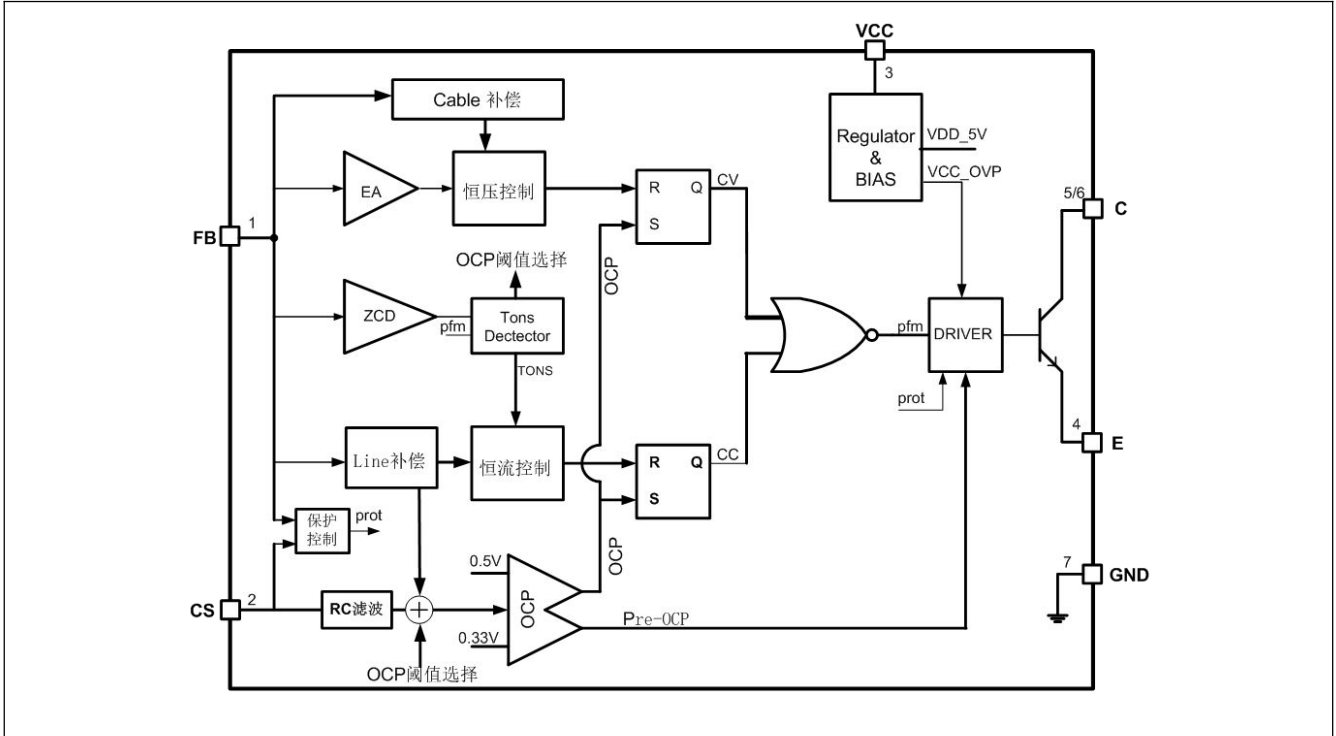 VCC
3
Cable 补偿
Regulator
&
BIAS
VDD_5V
VCC_OVP
EA
恒压控制
R
Q
S
CV
5/6
C
FB
1
OCP阈值选择
OCP
ZCD
pfm
Tons
Dectector
TONS
pfm
DRIVER
prot
4
E
Line补偿
恒流控制
R
Q
S
CC
保护
控制
prot
0.5V
OCP
7
GND
CS
2
RC滤波
+
OCP
Pre-OCP
0.33V
OCP阈值选择